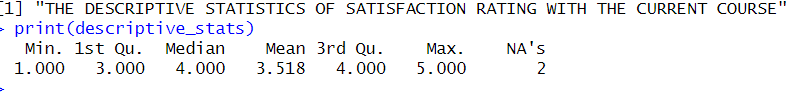 [1] "THE DESCRIPTIVE STATISTICS OF SATISFACTION RATING WITH THE CURRENT COURSE"
> print(descriptive_stats)
Min. 1st Qu. Median Mean 3rd Qu. Max. NA's
1.000 3.000 4.000 3.518 4.000 5.000 2
>